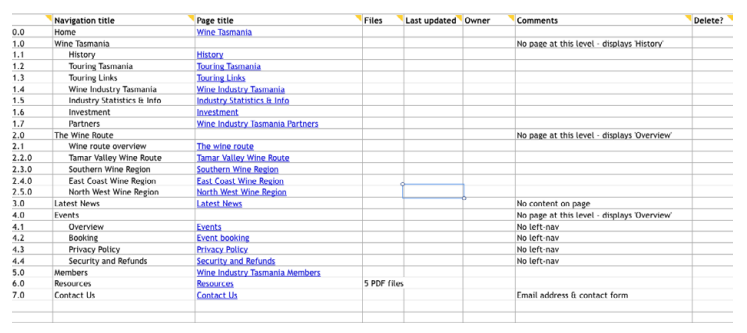 Navigation title Page title Files Last updated Owner Comments Delete?
0.0 Home Wine Tasmania
1.0 Wine Tasmania No page at this level - displays 'History'
1.1 History History
1.2 Touring Tasmania Touring Tasmania
1.3 Touring Links Touring Links
1.4 Wine Industry Tasmania Wine Industry Tasmania
1.5 Industry Statistics & Info Industry Statistics & Info
1.6 Investment Investment
1.7 Partners Wine Industry Tasmania Partners
2.0 The Wine Route No page at this level - displays 'Overview'
2.1 Wine route overview The wine route
2.2.0 Tamar Valley Wine Route Tamar Valley Wine Route
2.3.0 Southern Wine Region Southern Wine Region
2.4.0 East Coast Wine Region East Coast Wine Region
2.5.0 North West Wine Region North West Wine Region
3.0 Latest News Latest News No content on page
4.0 Events No page at this level - displays 'Overview'
4.1 Overview Events No left-nav
4.2 Booking Event booking No left-nav
4.3 Privacy Policy Privacy Policy No left-nav
4.4 Security and Refunds Security and Refunds No left-nav
5.0 Members Wine Industry Tasmania Members
6.0 Resources Resources 5 PDF files
7.0 Contact Us Contact Us Email address & contact form